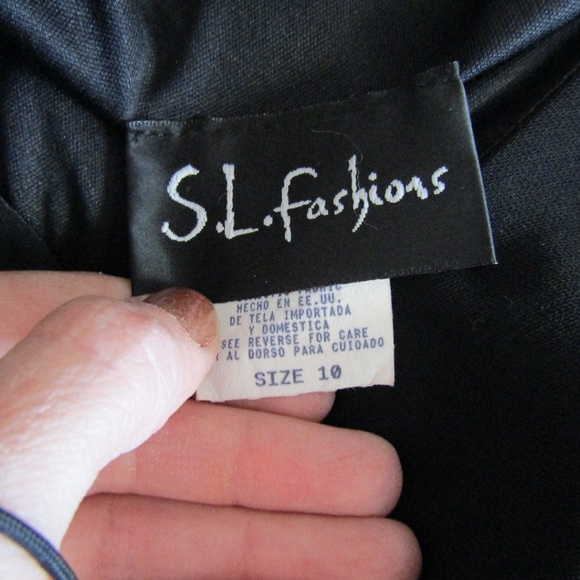 S.L. fashions
FABRIC
HECHO EN EE.UU.
DE TELA IMPORTADA
Y DOMESTICA
SEE REVERSE FOR CARE
AL DORSO PARA CUIDADO
SIZE 10